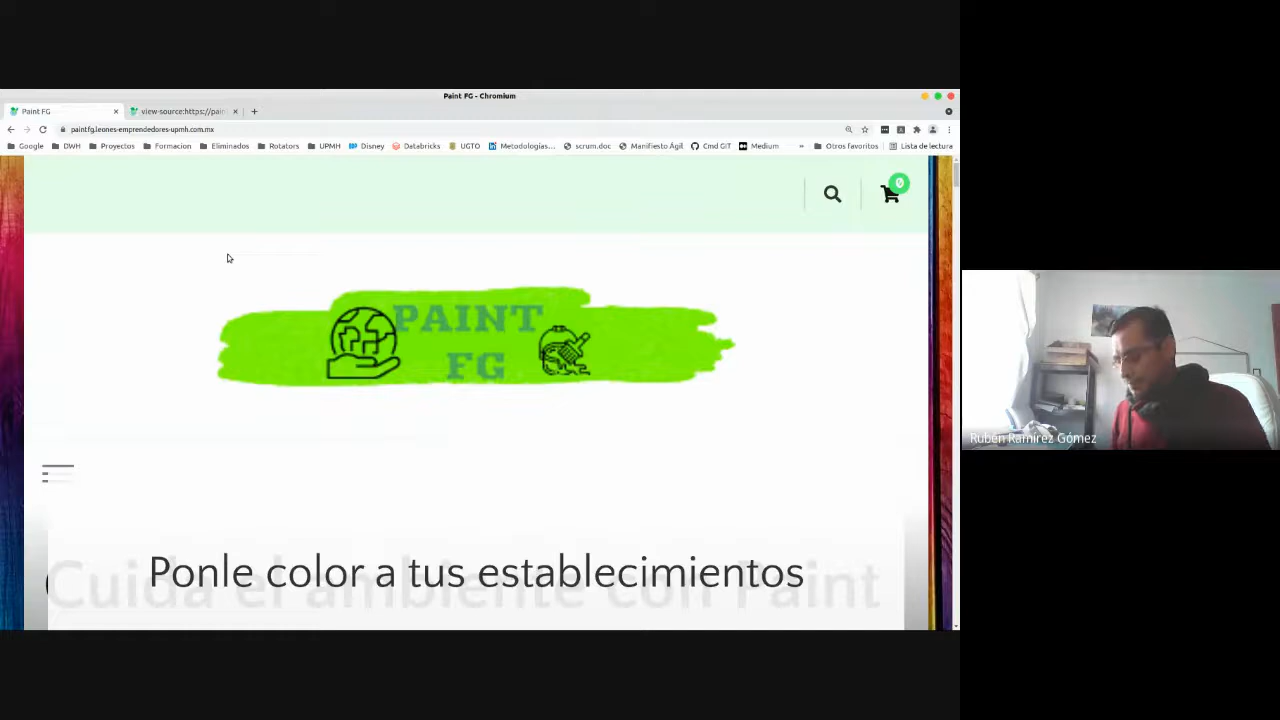 Paint FG - Chromium
Paint FG
view-source:https://pain
paintfg.leones-emprendedores-upmh.com.mx
Google DWH Proyectos Formacion Eliminados Rotators UPMH Disney Databricks UGTO Metodologías... scrum.doc Manifiesto Ágil Cmd GIT Medium » Otros favoritos Lista de lectura
0
PAINT
FG
Ponle color a tus establecimientos
Cuida el ambiente con Paint
Rubén Ramírez Gómez